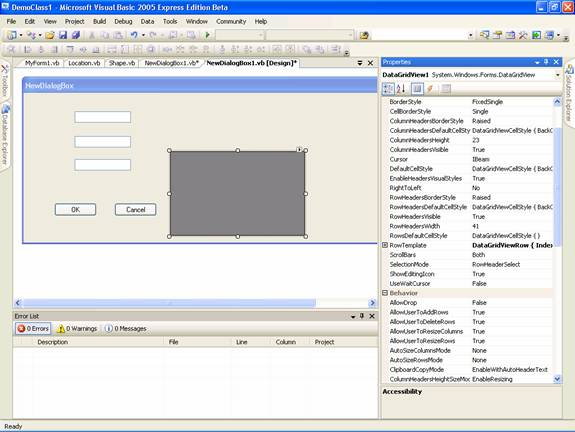 DemoClass1 - Microsoft Visual Basic 2005 Express Edition Beta
File Edit View Project Build Debug Data Tools Window Community Help
MyForm1.vb Location.vb Shape.vb NewDialogBox1.vb* NewDialogBox1.vb [Design]*
Toolbox
Database Explorer
NewDialogBox
OK Cancel
Error List
0 Errors 0 Warnings 0 Messages
Description File Line Column Project
Properties
DataGridView1 System.Windows.Forms.DataGridView
BorderStyle FixedSingle
CellBorderStyle Single
ColumnHeadersBorderStyle Raised
ColumnHeadersDefaultCellSty DataGridViewCellStyle { BackC
ColumnHeadersHeight 23
ColumnHeadersVisible True
Cursor IBeam
DefaultCellStyle DataGridViewCellStyle { BackC
EnableHeadersVisualStyles True
RightToLeft No
RowHeadersBorderStyle Raised
RowHeadersDefaultCellStyle DataGridViewCellStyle { BackC
RowHeadersVisible True
RowHeadersWidth 41
RowsDefaultCellStyle DataGridViewCellStyle { }
RowTemplate DataGridViewRow { Index
ScrollBars Both
SelectionMode RowHeaderSelect
ShowEditingIcon True
UseWaitCursor False
Behavior
AllowDrop False
AllowUserToAddRows True
AllowUserToDeleteRows True
AllowUserToResizeColumns True
AllowUserToResizeRows True
AutoSizeColumnsMode None
AutoSizeRowsMode None
ClipboardCopyMode EnableWithAutoHeaderText
ColumnHeadersHeightSizeMod EnableResizing
Accessibility
Solution Explorer
Ready